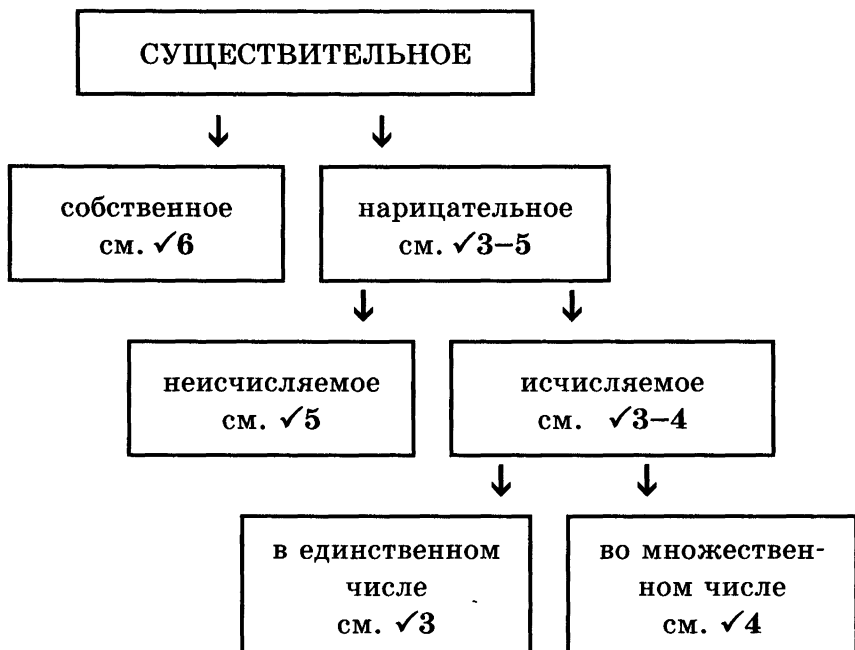 СУЩЕСТВИТЕЛЬНОЕ
собственное
см. ✓6
нарицательное
см. ✓3–5
неисчисляемое
см. ✓5
исчисляемое
см. ✓3–4
в единственном
числе
см. ✓3
во множествен-
ном числе
см. ✓4